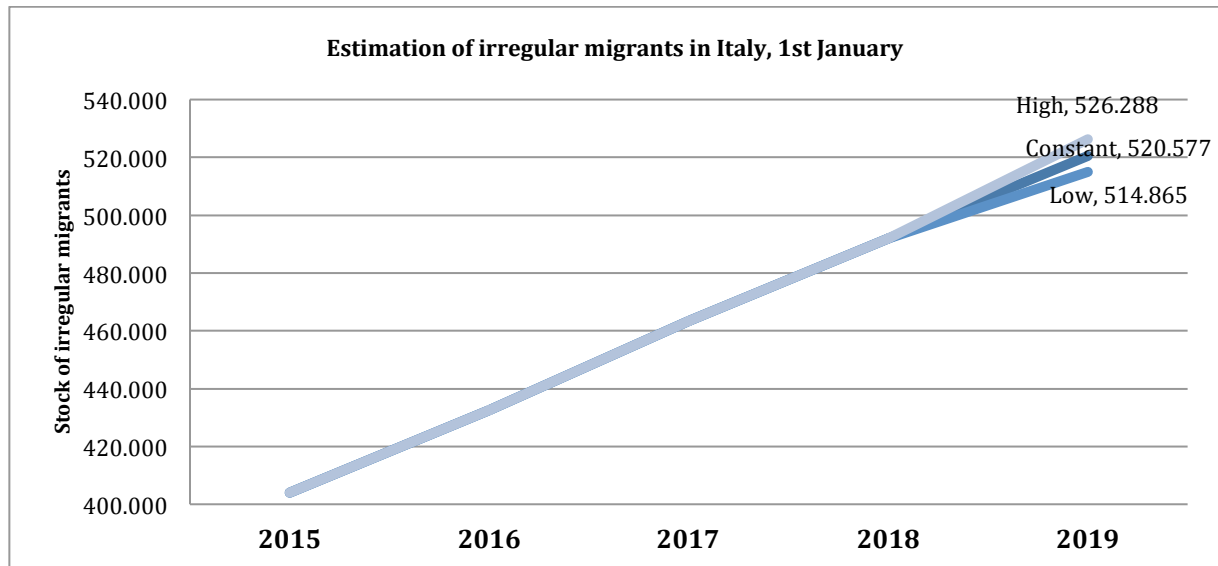 Estimation of irregular migrants in Italy, 1st January
Stock of irregular migrants
540.000
520.000
500.000
480.000
460.000
440.000
420.000
400.000
High, 526.288
Constant, 520.577
Low, 514.865
2015 2016 2017 2018 2019